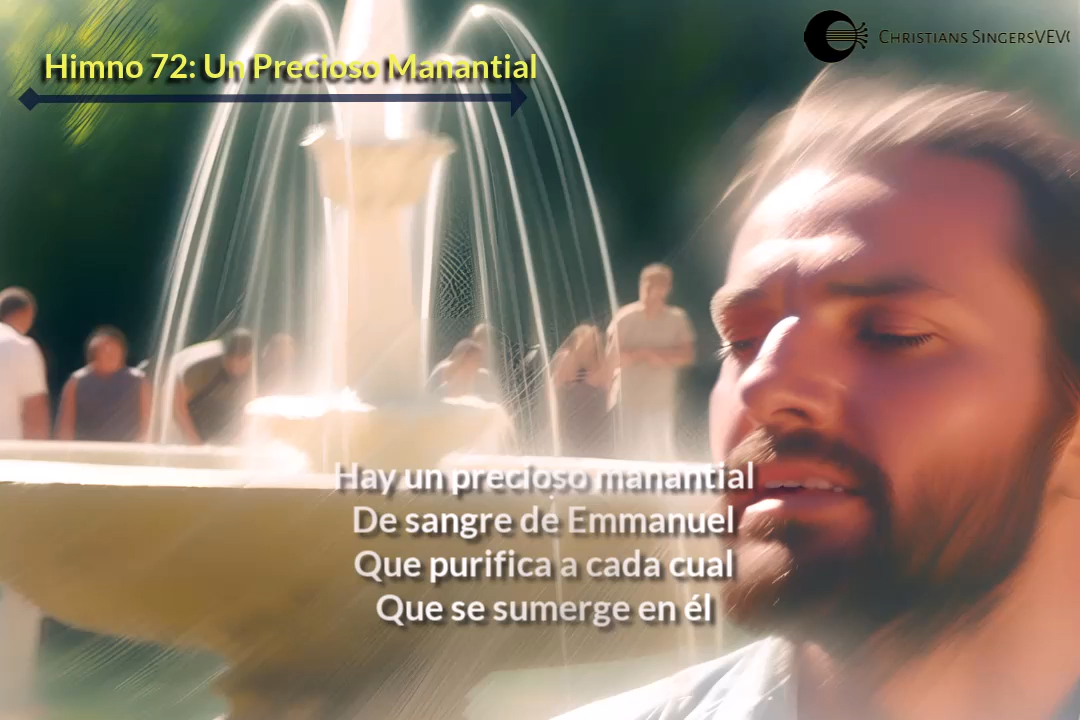 Himno 72: Un Precioso Manantial
CHRISTIANS SINGERSVEVO
Hay un precioso manantial
De sangre de Emmanuel
Que purifica a cada cual
Que se sumerge en él